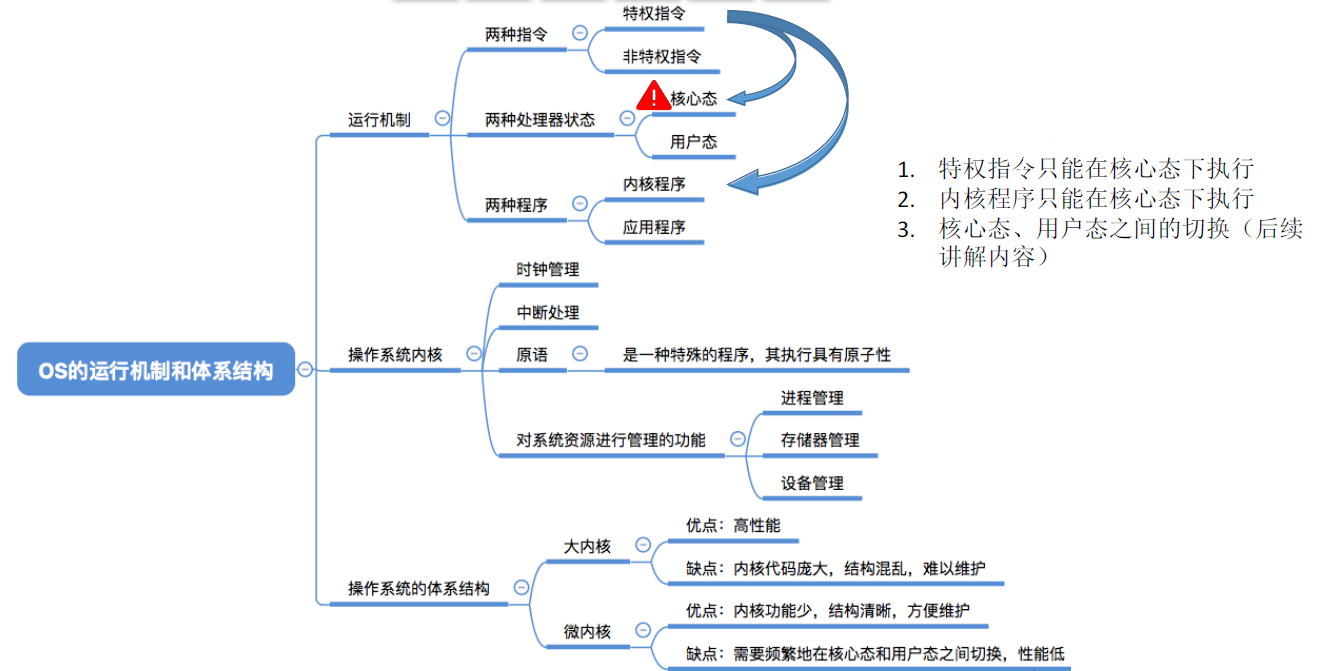 特权指令
两种指令
非特权指令
核心态
运行机制
两种处理器状态
用户态
内核程序
两种程序
应用程序
1. 特权指令只能在核心态下执行
2. 内核程序只能在核心态下执行
3. 核心态、用户态之间的切换（后续
讲解内容）
时钟管理
中断处理
操作系统内核
原语
是一种特殊的程序，其执行具有原子性
OS的运行机制和体系结构
进程管理
对系统资源进行管理的功能
存储器管理
设备管理
优点：高性能
大内核
缺点：内核代码庞大，结构混乱，难以维护
操作系统的体系结构
优点：内核功能少，结构清晰，方便维护
微内核
缺点：需要频繁地在核心态和用户态之间切换，性能低